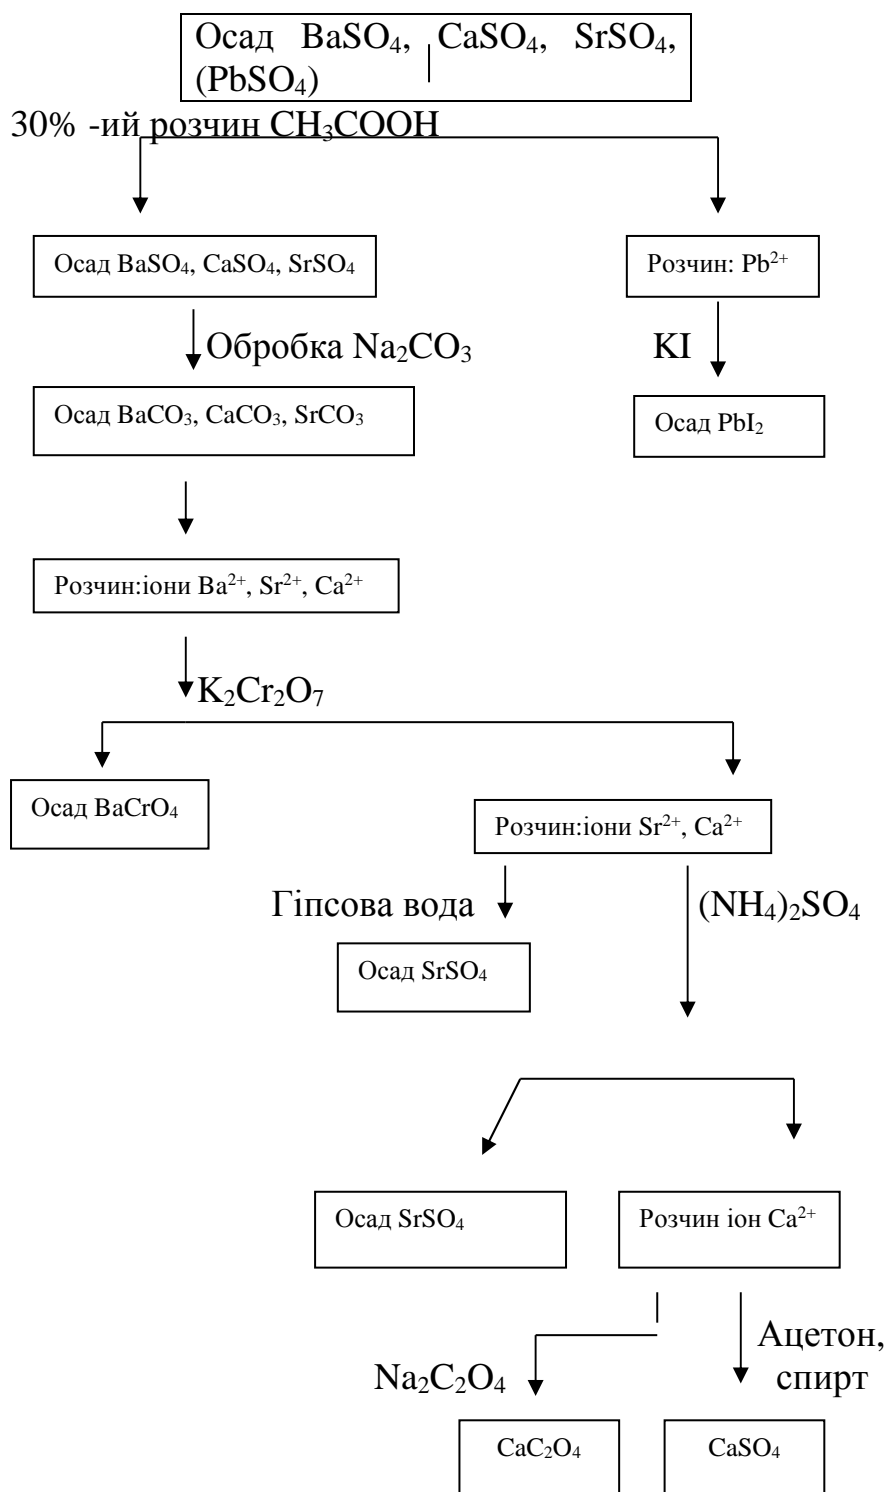 Осад BaSO₄, CaSO₄, SrSO₄,
(PbSO₄)
30% -ий розчин CH₃COOH
Осад BaSO₄, CaSO₄, SrSO₄
Розчин: Pb²⁺
Обробка Na₂CO₃
KI
Осад BaCO₃, CaCO₃, SrCO₃
Осад PbI₂
Розчин:іони Ba²⁺, Sr²⁺, Ca²⁺
K₂Cr₂O₇
Осад BaCrO₄
Розчин:іони Sr²⁺, Ca²⁺
Гіпсова вода
(NH₄)₂SO₄
Осад SrSO₄
Осад SrSO₄
Розчин іон Ca²⁺
Na₂C₂O₄
Ацетон,
спирт
CaC₂O₄
CaSO₄